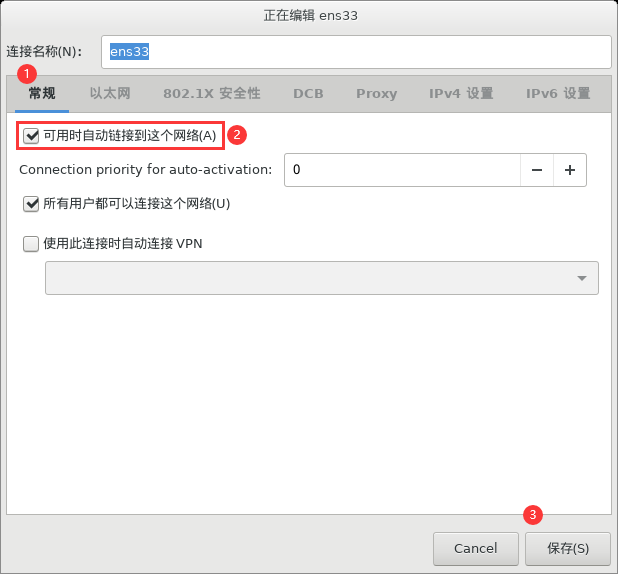 正在编辑 ens33
连接名称(N): ens33
1
常规 以太网 802.1X 安全性 DCB Proxy IPv4 设置 IPv6 设置
可用时自动链接到这个网络(A) 2
Connection priority for auto-activation: 0 − +
所有用户都可以连接这个网络(U)
使用此连接时自动连接 VPN
3
Cancel 保存(S)